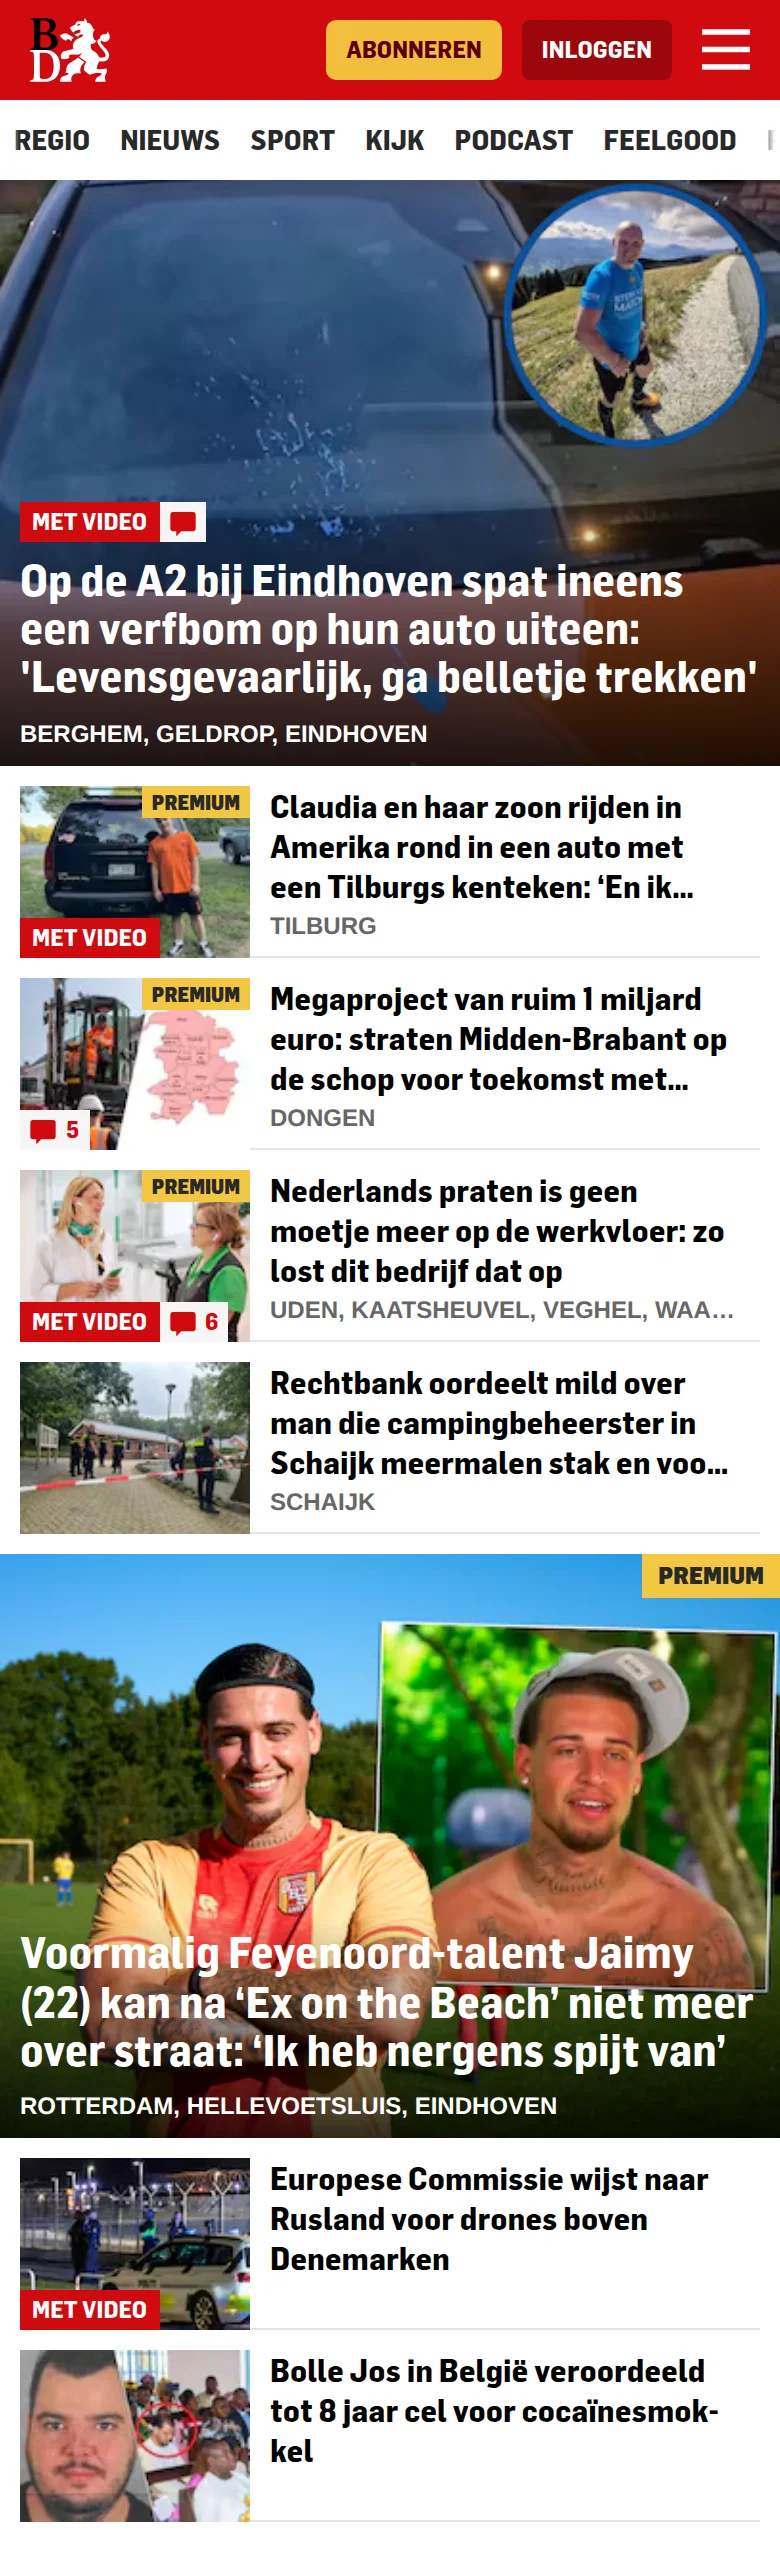 BD
ABONNEREN
INLOGGEN
REGIO NIEUWS SPORT KIJK PODCAST FEELGOOD
MET VIDEO
Op de A2 bij Eindhoven spat ineens
een verfbom op hun auto uiteen:
'Levensgevaarlijk, ga belletje trekken'
BERGHEM, GELDROP, EINDHOVEN
PREMIUM
MET VIDEO
Claudia en haar zoon rijden in
Amerika rond in een auto met
een Tilburgs kenteken: ‘En ik...
TILBURG
PREMIUM
5
Megaproject van ruim 1 miljard
euro: straten Midden-Brabant op
de schop voor toekomst met...
DONGEN
PREMIUM
MET VIDEO
6
Nederlands praten is geen
moetje meer op de werkvloer: zo
lost dit bedrijf dat op
UDEN, KAATSHEUVEL, VEGHEL, WAA...
Rechtbank oordeelt mild over
man die campingbeheerster in
Schaijk meermalen stak en voo...
SCHAIJK
PREMIUM
Voormalig Feyenoord-talent Jaimy
(22) kan na ‘Ex on the Beach’ niet meer
over straat: ‘Ik heb nergens spijt van’
ROTTERDAM, HELLEVOETSLUIS, EINDHOVEN
MET VIDEO
Europese Commissie wijst naar
Rusland voor drones boven
Denemarken
Bolle Jos in België veroordeeld
tot 8 jaar cel voor cocaïnesmok-
kel